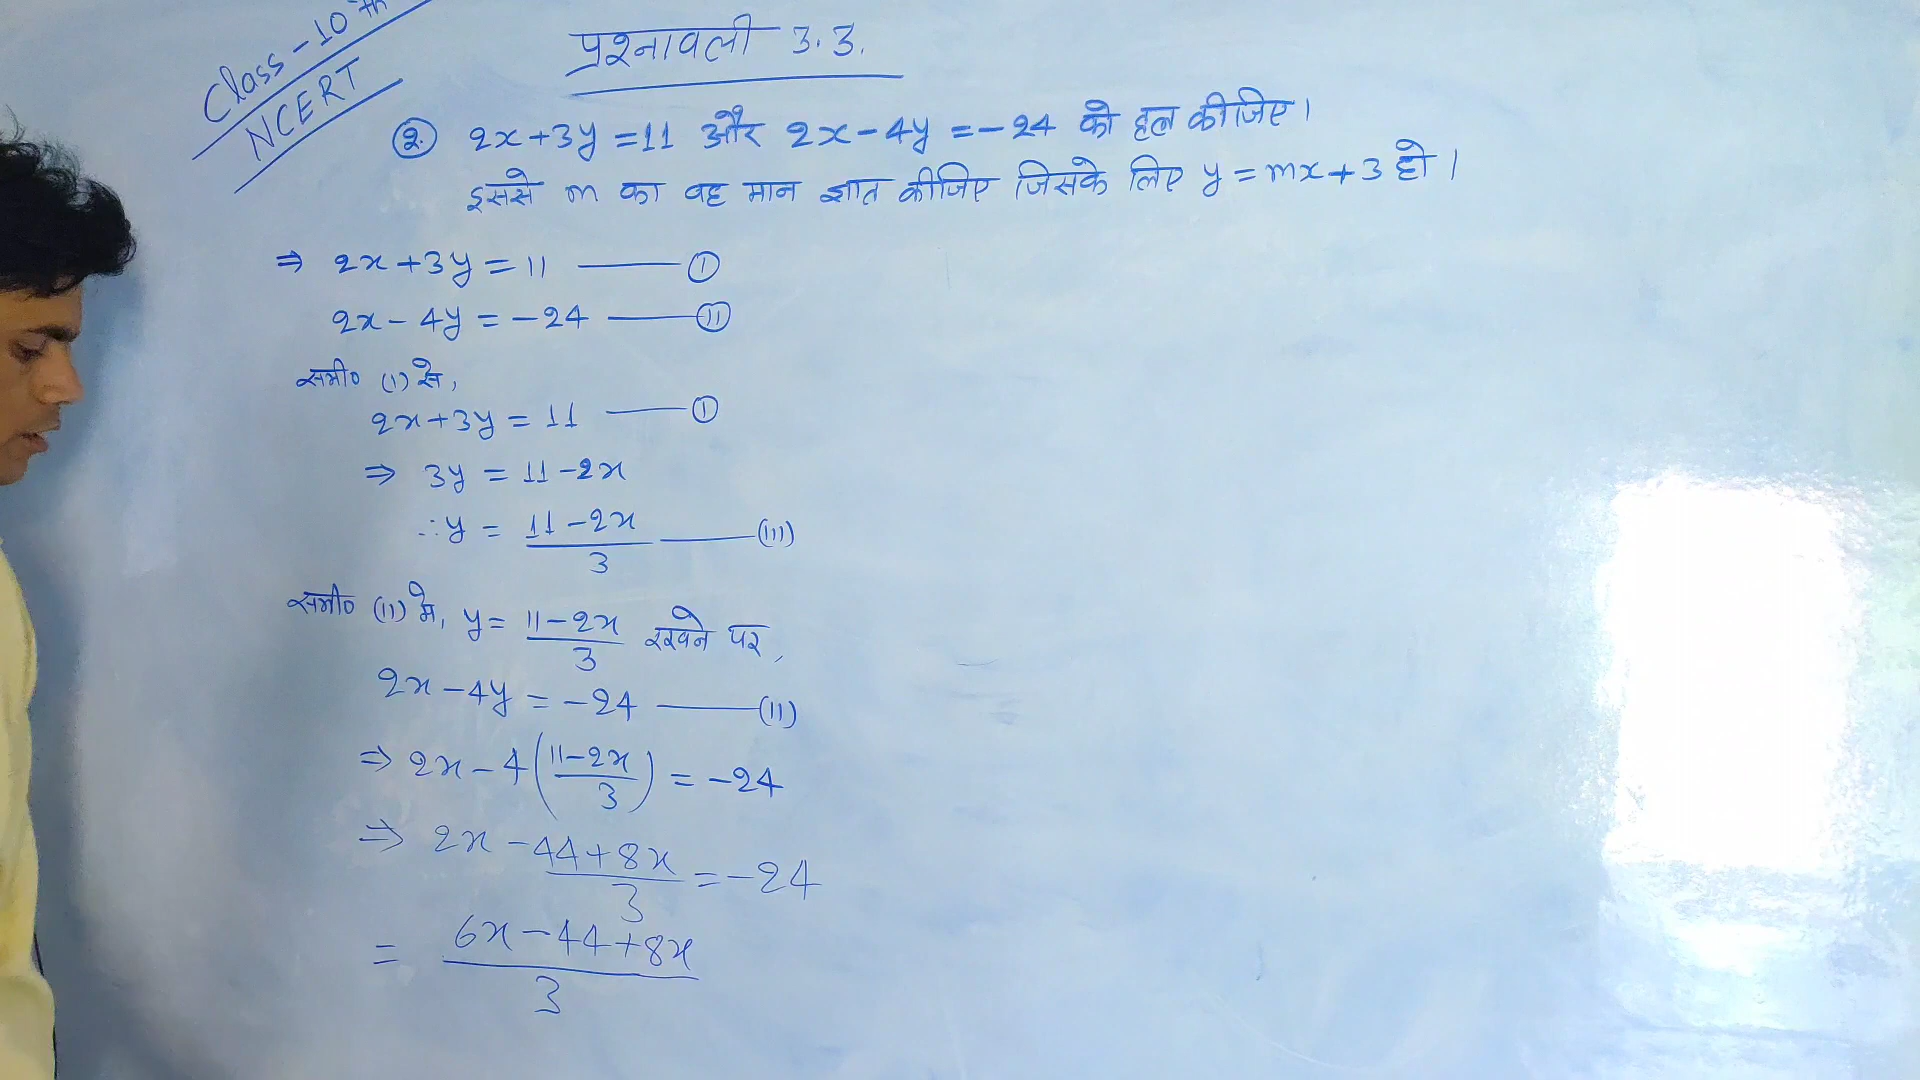 Class-10th
NCERT
प्रश्नावली 3.3.
② 2x+3y=11 और 2x-4y=-24 को हल कीजिए।
इससे m का वह मान ज्ञात कीजिए जिसके लिए y=mx+3 हो।
⇒ 2x+3y=11 —— ①
2x-4y=-24 —— (II)
समी० (I) से,
2x+3y=11 —— ①
⇒ 3y=11-2x
∴y = (11-2x)/3 —— (III)
समी० (II) में, y= (11-2x)/3 रखने पर,
2x-4y=-24 —— (II)
⇒ 2x-4((11-2x)/3) = -24
⇒ 2x (-44+8x)/3 = -24
= (6x-44+8x)/3